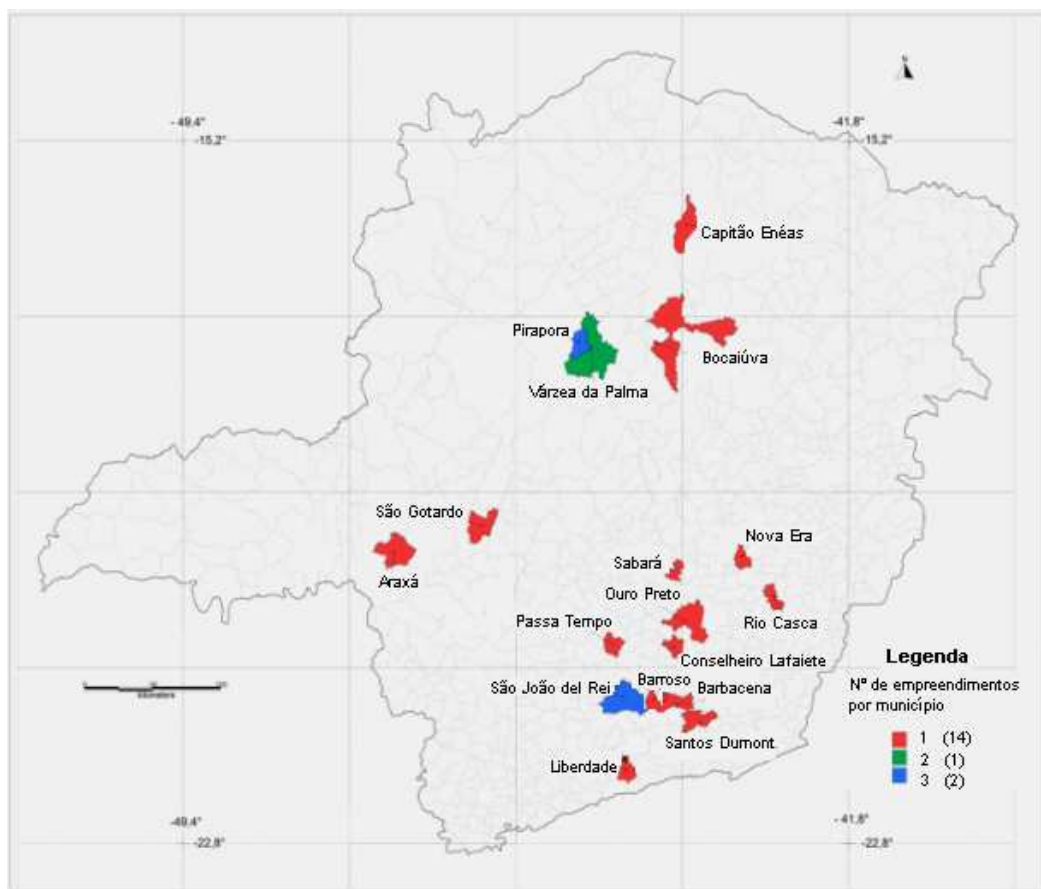 N
- 49,4°
-15,2°
41,8°
-15,2°
Capitão Enéas
Pirapora
Bocaiúva
Várzea da Palma
São Gotardo
Araxá
Nova Era
Sabará
Ouro Preto
Rio Casca
Passa Tempo
Conselheiro Lafaiete
Legenda
Nº de empreendimentos
por município
1 (14)
2 (1)
3 (2)
Barroso
São João del Rei
Barbacena
Santos Dumont
Liberdade
-49,4°
-22,8°
-41,8°
-22,8°